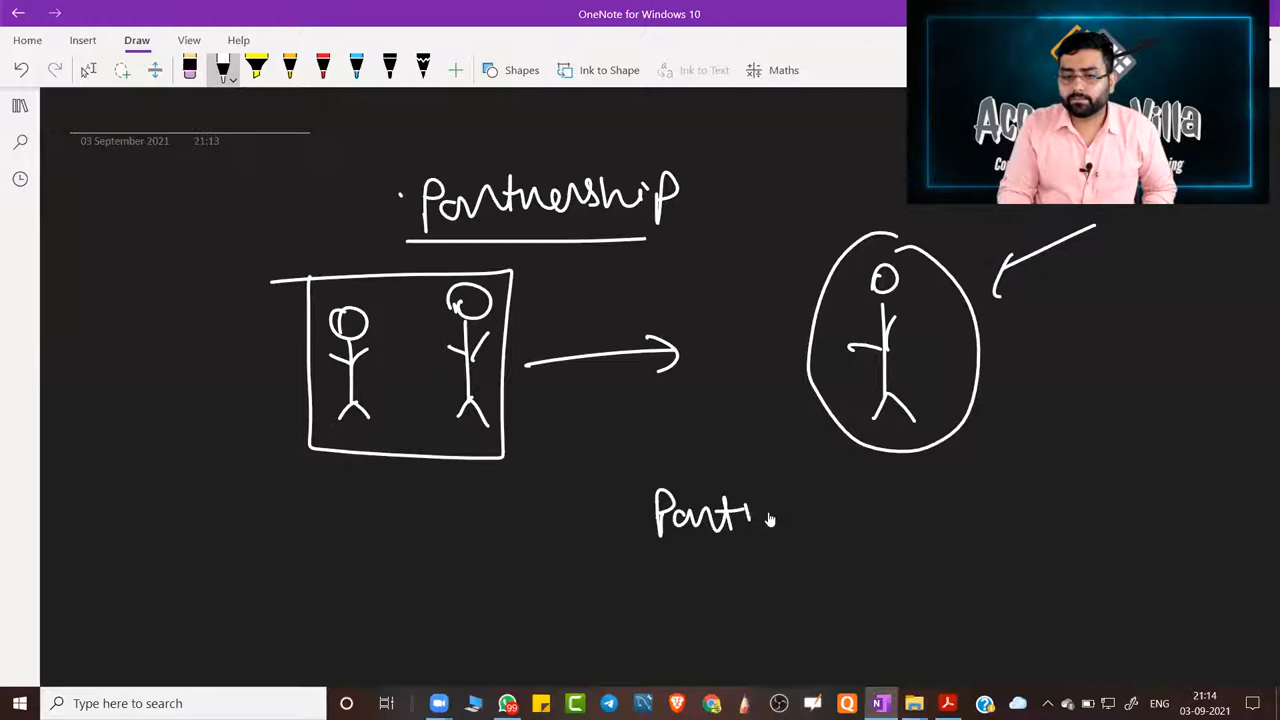 OneNote for Windows 10
Home Insert Draw View Help
Shapes Ink to Shape Ink to Text Maths
03 September 2021 21:13
Partnership
Type here to search
99
ENG
21:14
03-09-2021